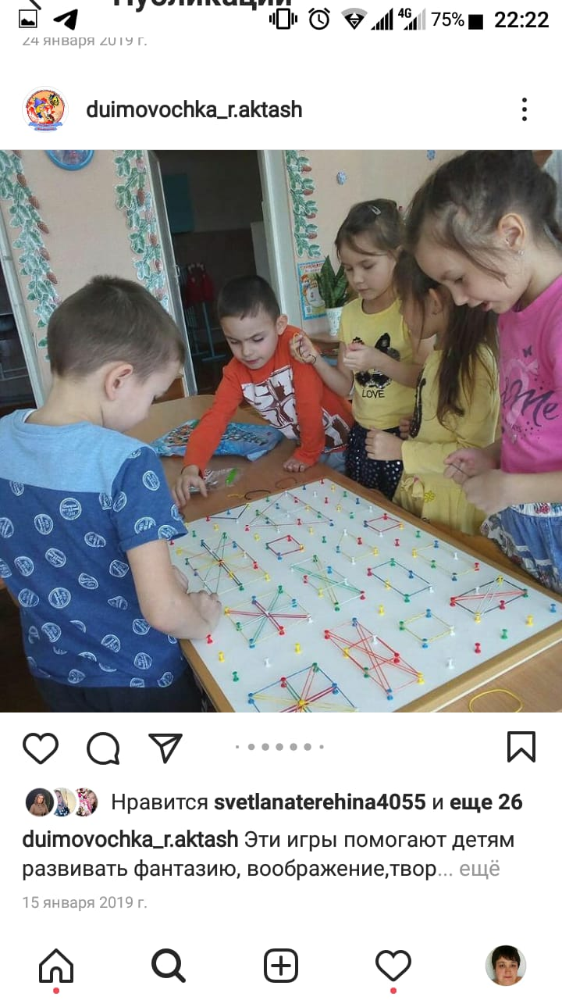 Публикации
4G 75% 22:22
24 января 2019 г.
duimovochka_r.aktash
LOVE
Нравится svetlanaterehina4055 и еще 26
duimovochka_r.aktash Эти игры помогают детям
развивать фантазию, воображение,твор... ещё
15 января 2019 г.